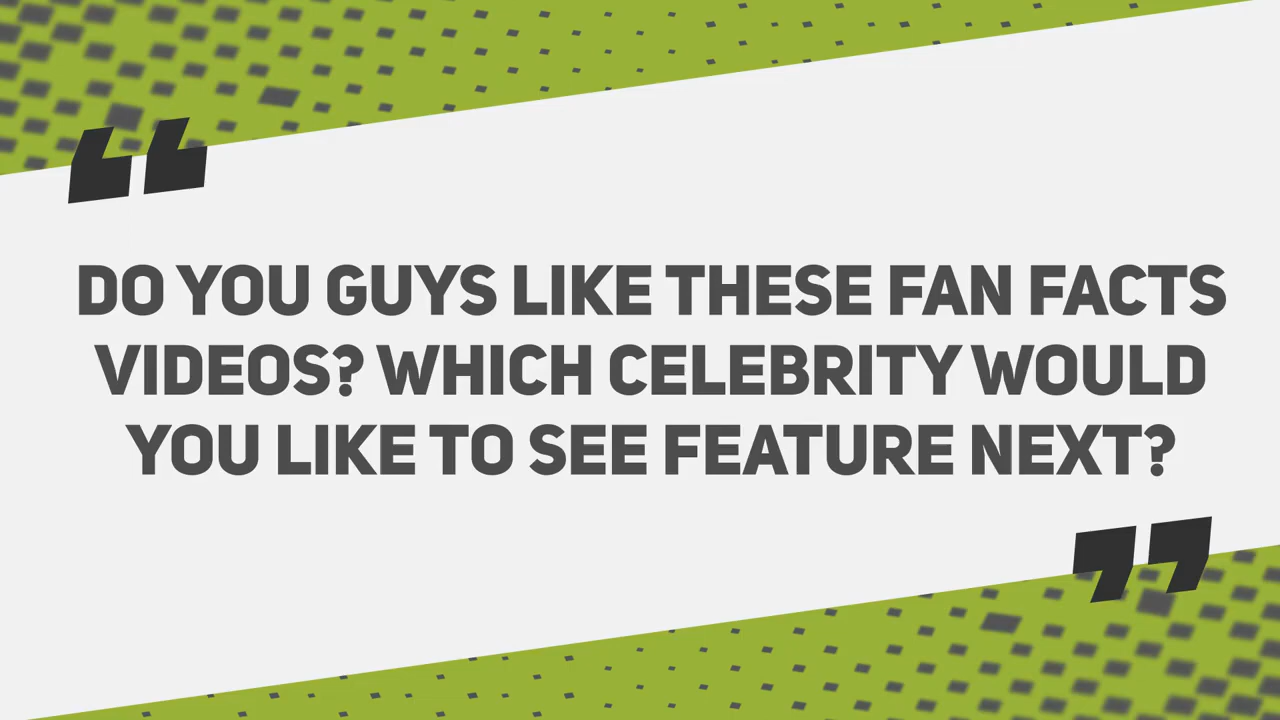 DO YOU GUYS LIKE THESE FAN FACTS
VIDEOS? WHICH CELEBRITY WOULD
YOU LIKE TO SEE FEATURE NEXT?